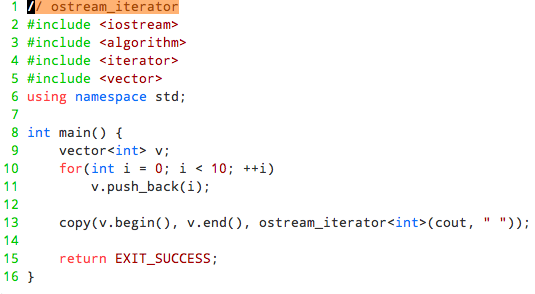 1 // ostream_iterator
2 #include <iostream>
3 #include <algorithm>
4 #include <iterator>
5 #include <vector>
6 using namespace std;
7
8 int main() {
9     vector<int> v;
10     for(int i = 0; i < 10; ++i)
11         v.push_back(i);
12
13     copy(v.begin(), v.end(), ostream_iterator<int>(cout, " "));
14
15     return EXIT_SUCCESS;
16 }